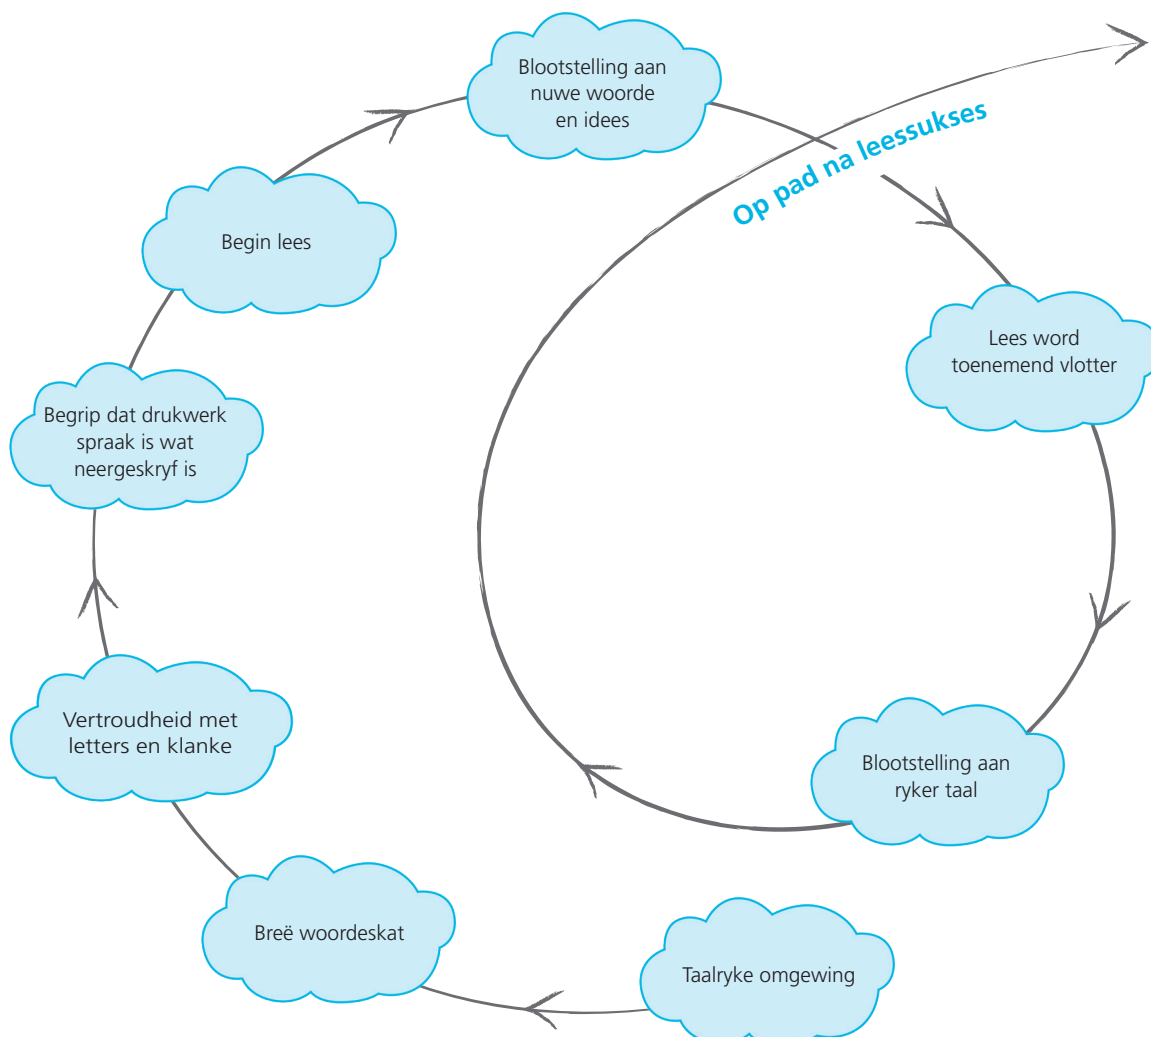 Blootstelling aan
nuwe woorde
en idees
Op pad na leessukses
Begin lees
Lees word
toenemend vlotter
Begrip dat drukwerk
spraak is wat
neergeskryf is
Vertroudheid met
letters en klanke
Blootstelling aan
ryker taal
Breë woordeskat
Taalryke omgewing